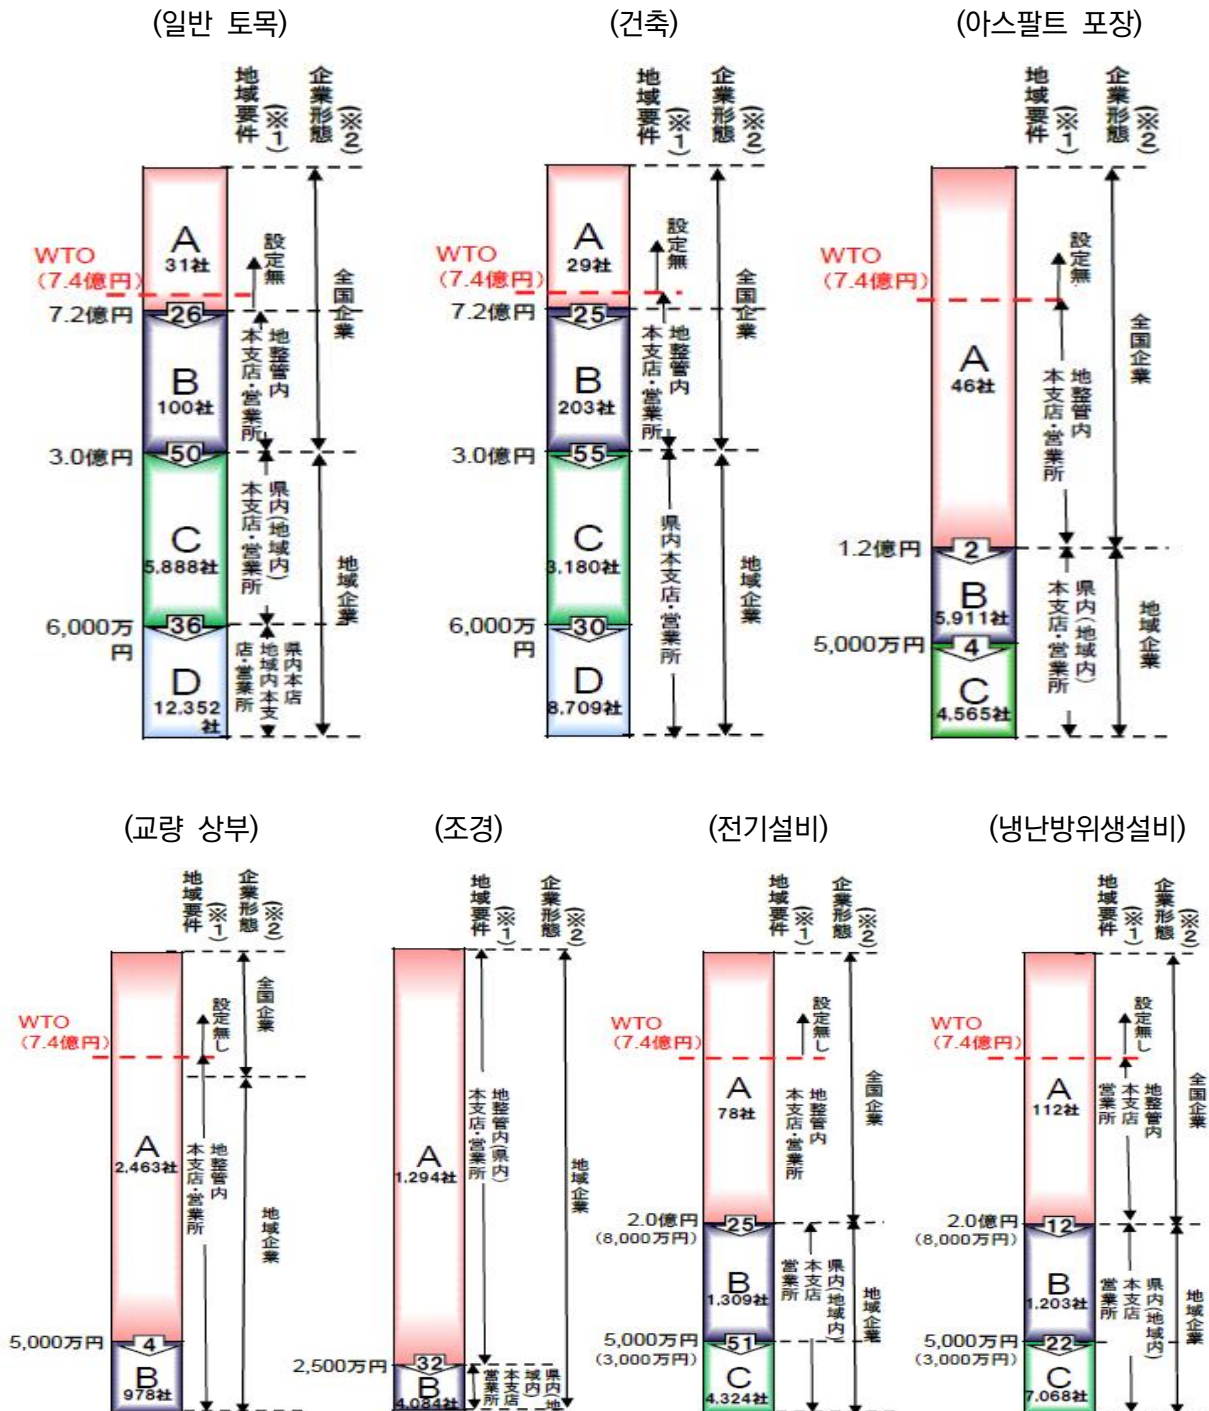 (일반 토목)
地域要件
(※1)
企業形態
(※2)
A
31社
WTO
(7.4億円)
設定無
7.2億円
26
全国企業
B
100社
地整管内
本支店・営業所
3.0億円
50
C
5,888社
県内(地域内)
本支店・営業所
地域企業
6,000万
円
36
D
12,352
社
県内本店
地域内本支
店・営業所
(건축)
地域要件
(※1)
企業形態
(※2)
A
29社
WTO
(7.4億円)
設定無
7.2億円
25
全国企業
B
203社
地整管内
本支店・営業所
3.0億円
55
C
3,180社
県内本支店・営業所
地域企業
6,000万
円
30
D
8,709社
(아스팔트 포장)
地域要件
(※1)
企業形態
(※2)
WTO
(7.4億円)
設定無
全国企業
A
46社
地整管内
本支店・営業所
1.2億円
2
B
5,911社
県内(地域内)
本支店・営業所
地域企業
5,000万円
4
C
4,565社
(교량 상부)
地域要件
(※1)
企業形態
(※2)
全国企業
WTO
(7.4億円)
設定無し
A
2,463社
地整管内
本支店・営業所
地域企業
5,000万円
4
B
978社
(조경)
地域要件
(※1)
企業形態
(※2)
A
1,294社
地整管内(県内)
本支店・営業所
地域企業
2,500万円
32
B
4,084社
県内(地
域内)
本支店
営業所
(전기설비)
地域要件
(※1)
企業形態
(※2)
WTO
(7.4億円)
設定無し
A
78社
全国企業
地整管内
本支店・営業所
2.0億円
(8,000万円)
25
B
1,309社
県内(地域内)
本支店
営業所
地域企業
5,000万円
(3,000万円)
51
C
4,324社
(냉난방위생설비)
地域要件
(※1)
企業形態
(※2)
WTO
(7.4億円)
設定無し
A
112社
全国企業
地整管内
本支店
営業所
2.0億円
(8,000万円)
12
B
1,203社
県内(地域内)
本支店
営業所
地域企業
5,000万円
(3,000万円)
22
C
7,068社